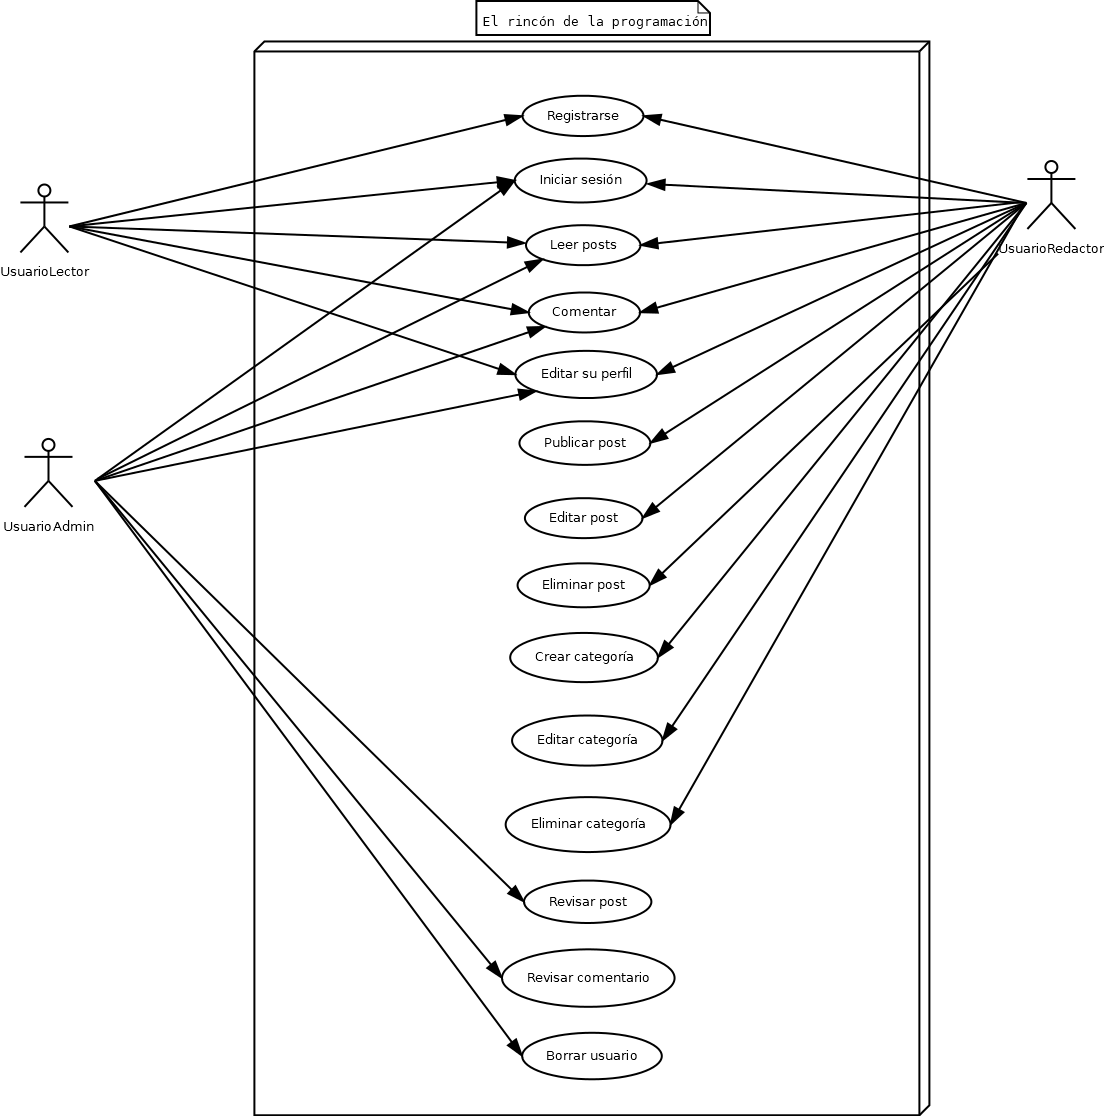 El rincón de la programación
Registrarse
Iniciar sesión
Leer posts
UsuarioRedactor
UsuarioLector
Comentar
Editar su perfil
Publicar post
Editar post
UsuarioAdmin
Eliminar post
Crear categoría
Editar categoría
Eliminar categoría
Revisar post
Revisar comentario
Borrar usuario